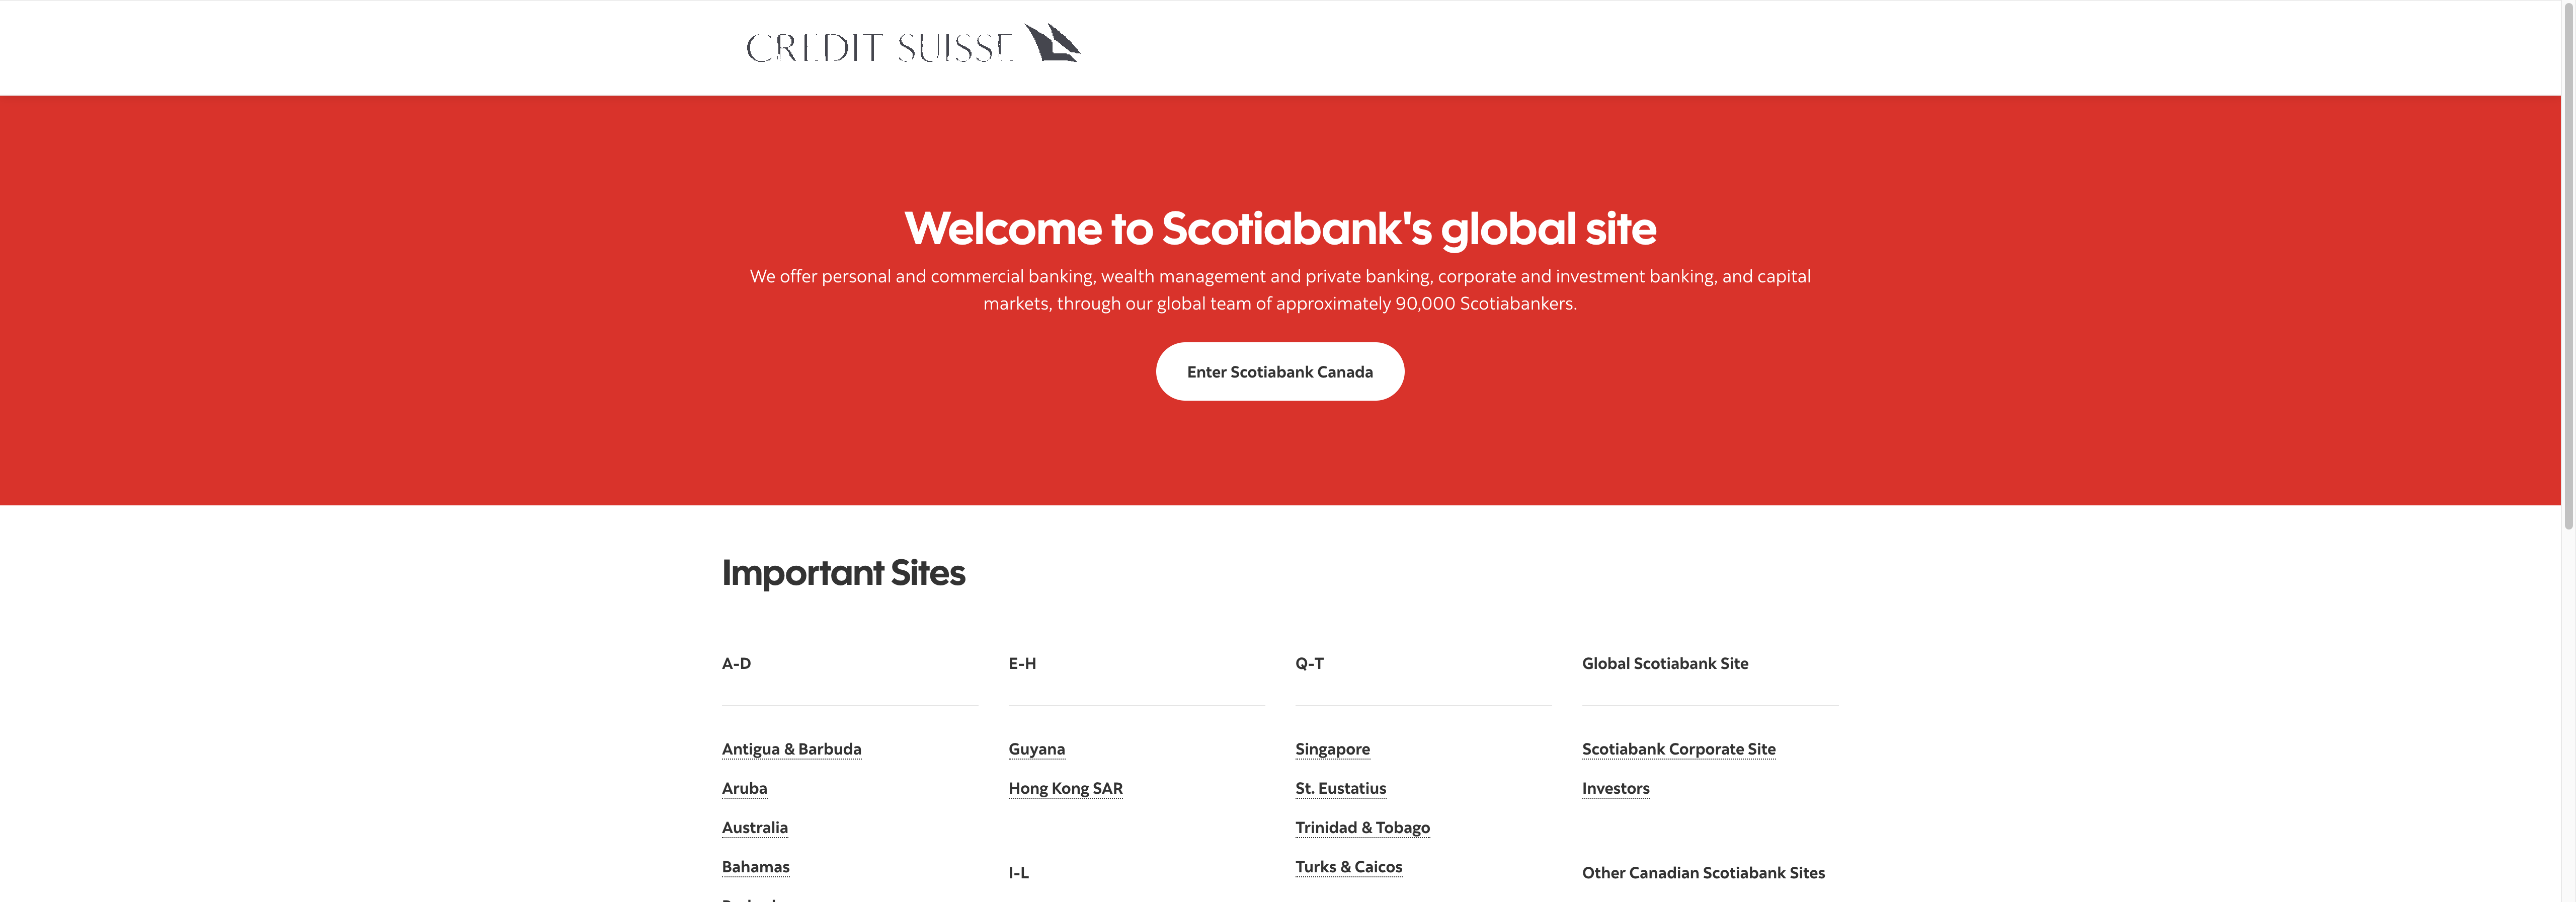 CREDIT SUISSE
Welcome to Scotiabank's global site
We offer personal and commercial banking, wealth management and private banking, corporate and investment banking, and capital
markets, through our global team of approximately 90,000 Scotiabankers.
Enter Scotiabank Canada
Important Sites
A-D
Antigua & Barbuda
Aruba
Australia
Bahamas
E-H
Guyana
Hong Kong SAR
I-L
Q-T
Singapore
St. Eustatius
Trinidad & Tobago
Turks & Caicos
Global Scotiabank Site
Scotiabank Corporate Site
Investors
Other Canadian Scotiabank Sites